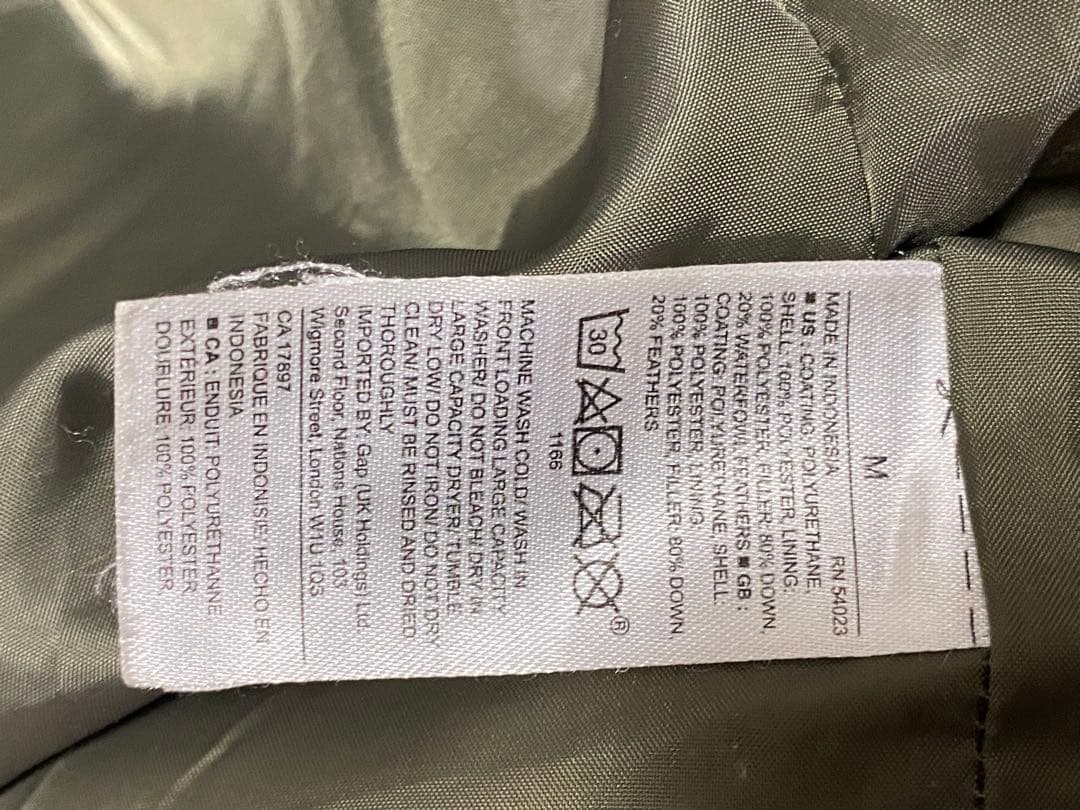 M
RN 54023
MADE IN INDONESIA
■ US : COATING: POLYURETHANE.
SHELL: 100% POLYESTER, LINING:
100% POLYESTER, FILLER: 80% DOWN,
20% WATERFOWL FEATHERS ■ GB :
COATING: POLYURETHANE, SHELL:
100% POLYESTER, LINING:
100% POLYESTER, FILLER: 80% DOWN,
20% FEATHERS
30
®
1166
MACHINE WASH COLD/ WASH IN
FRONT LOADING LARGE CAPACITY
WASHER/ DO NOT BLEACH/ DRY IN
LARGE CAPACITY DRYER/ TUMBLE
DRY LOW/ DO NOT IRON/ DO NOT DRY
CLEAN/ MUST BE RINSED AND DRIED
THOROUGHLY
IMPORTED BY: Gap (UK Holdings) Ltd
Second Floor, Nations House, 103
Wigmore Street, London W1U 1QS
CA 17897
FABRIQUÉ EN INDONÉSIE/ HECHO EN
INDONESIA
■ CA : ENDUIT: POLYURÉTHANNE
EXTÉRIEUR: 100% POLYESTER
DOUBLURE: 100% POLYESTER